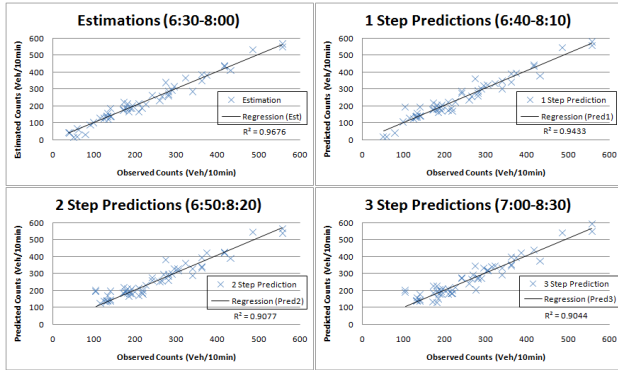 Estimations (6:30-8:00)
Estimated Counts (Veh/10min)
600
500
400
300
200
100
0
0 100 200 300 400 500 600
Observed Counts (Veh/10min)
Estimation
Regression (Est)
R² = 0.9676
1 Step Predictions (6:40-8:10)
Predicted Counts (Veh/10min)
600
500
400
300
200
100
0
0 100 200 300 400 500 600
Observed Counts (Veh/10min)
1 Step Prediction
Regression (Pred1)
R² = 0.9433
2 Step Predictions (6:50:8:20)
Predicted Counts (Veh/10min)
600
500
400
300
200
100
0
0 100 200 300 400 500 600
Observed Counts (Veh/10min)
2 Step Prediction
Regression (Pred2)
R² = 0.9077
3 Step Predictions (7:00-8:30)
Predicted Counts (Veh/10min)
600
500
400
300
200
100
0
0 100 200 300 400 500 600
Observed Counts (Veh/10min)
3 Step Prediction
Regression (Pred3)
R² = 0.9044